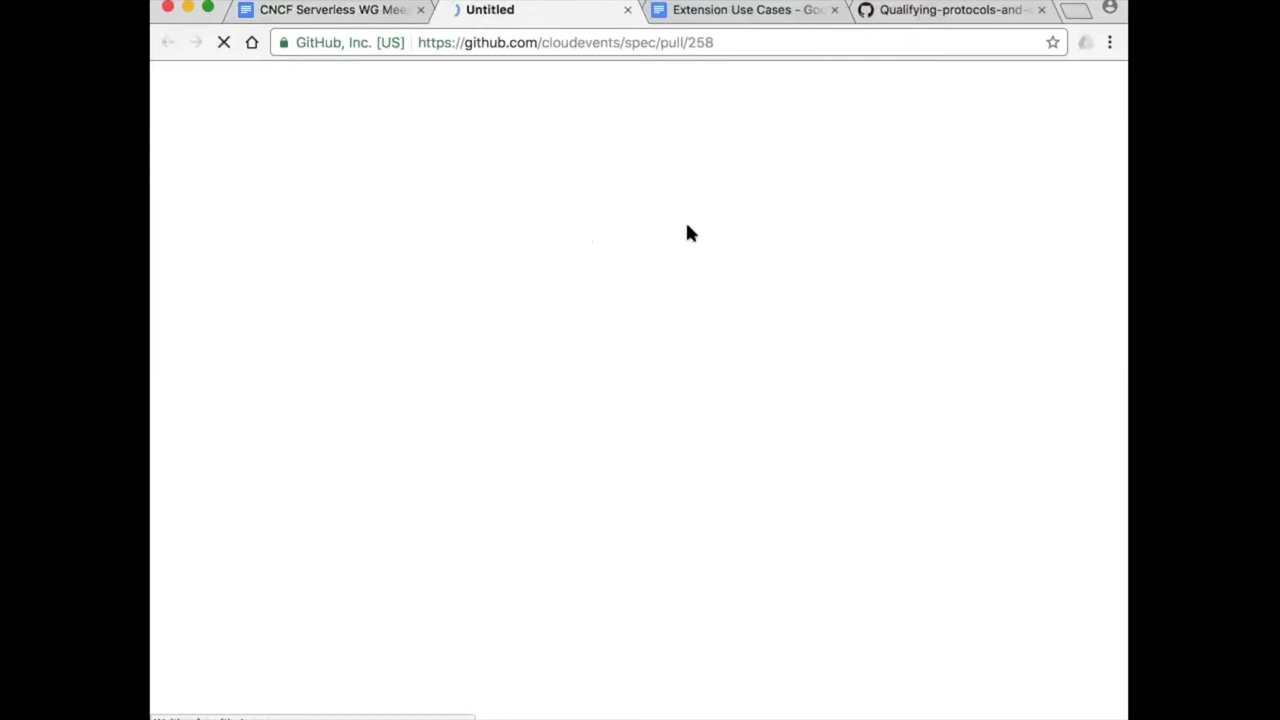 CNCF Serverless WG Mee
Untitled
Extension Use Cases - Goo
Qualifying-protocols-and-
GitHub, Inc. [US]
https://github.com/cloudevents/spec/pull/258